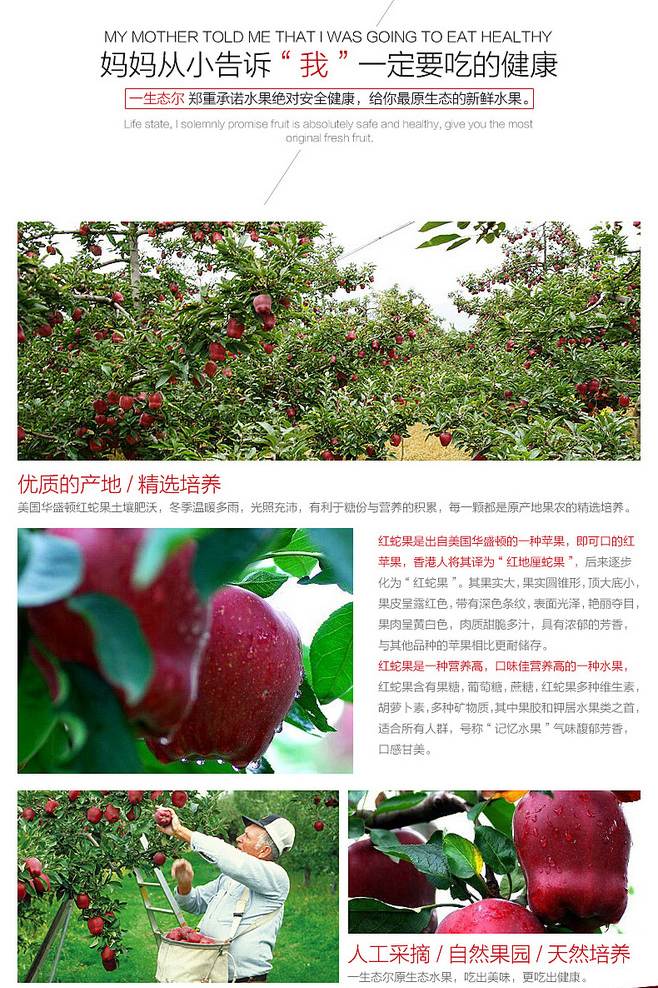 MY MOTHER TOLD ME THAT I WAS GOING TO EAT HEALTHY
妈妈从小告诉“我”一定要吃的健康
一生态尔 郑重承诺水果绝对安全健康，给你最原生态的新鲜水果。
Life state, I solemnly promise fruit is absolutely safe and healthy, give you the most
original fresh fruit.
优质的产地 / 精选培养
美国华盛顿红蛇果土壤肥沃，冬季温暖多雨，光照充沛，有利于糖份与营养的积累，每一颗都是原产地果农的精选培养。
红蛇果是出自美国华盛顿的一种苹果，即可口的红
苹果，香港人将其译为“红地厘蛇果”，后来逐步
化为“红蛇果”。其果实大，果实圆锥形，顶大底小，
果皮呈露红色，带有深色条纹，表面光泽，艳丽夺目，
果肉呈黄白色，肉质甜脆多汁，具有浓郁的芳香，
与其他品种的苹果相比更耐储存。
红蛇果是一种营养高，口味佳营养高的一种水果，
红蛇果含有果糖，葡萄糖，蔗糖，红蛇果多种维生素，
胡萝卜素，多种矿物质，其中果胶和钾居水果类之首，
适合所有人群，号称“记忆水果”气味馥郁芳香，
口感甘美。
人工采摘 / 自然果园 / 天然培养
一生态尔原生态水果，吃出美味，更吃出健康。